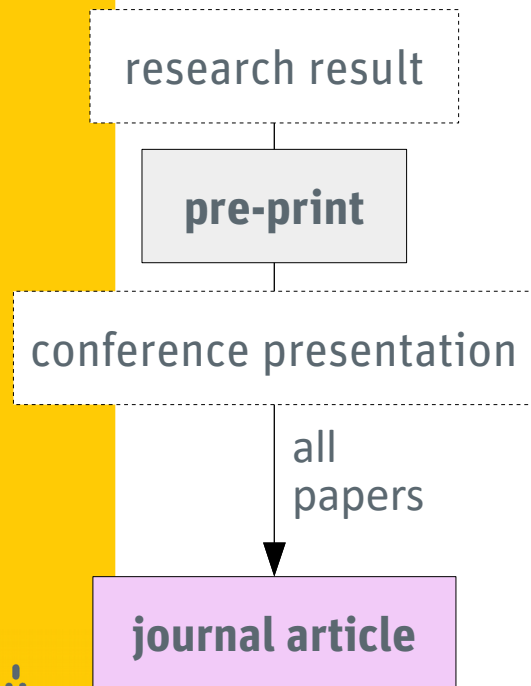 research result
pre-print
conference presentation
all
papers
journal article